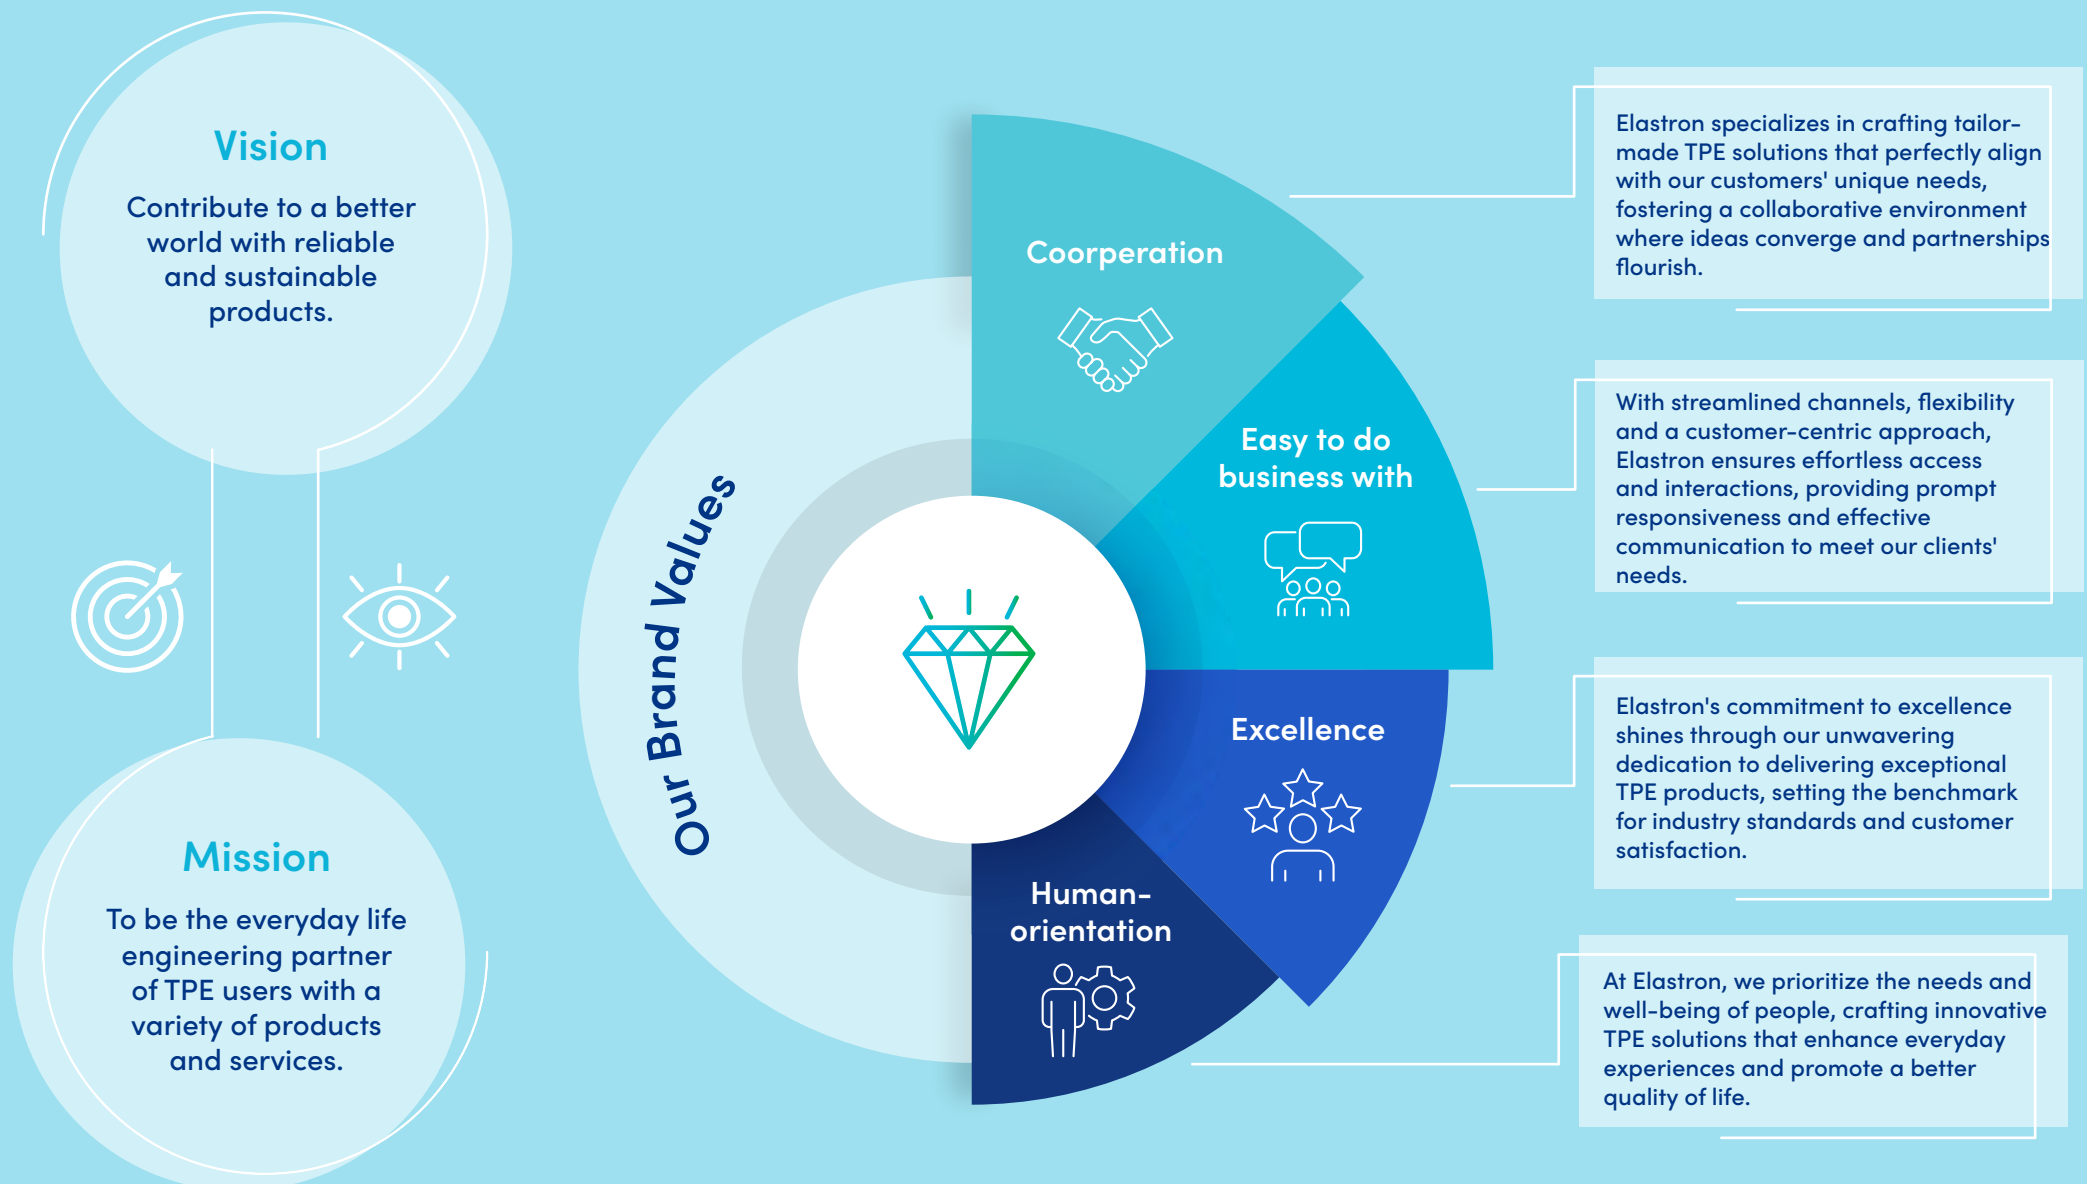 Vision
Contribute to a better
world with reliable
and sustainable
products.
Mission
To be the everyday life
engineering partner
of TPE users with a
variety of products
and services.
Our Brand Values
Coorperation
Easy to do
business with
Excellence
Human-
orientation
Elastron specializes in crafting tailor-
made TPE solutions that perfectly align
with our customers' unique needs,
fostering a collaborative environment
where ideas converge and partnerships
flourish.
With streamlined channels, flexibility
and a customer-centric approach,
Elastron ensures effortless access
and interactions, providing prompt
responsiveness and effective
communication to meet our clients'
needs.
Elastron's commitment to excellence
shines through our unwavering
dedication to delivering exceptional
TPE products, setting the benchmark
for industry standards and customer
satisfaction.
At Elastron, we prioritize the needs and
well-being of people, crafting innovative
TPE solutions that enhance everyday
experiences and promote a better
quality of life.